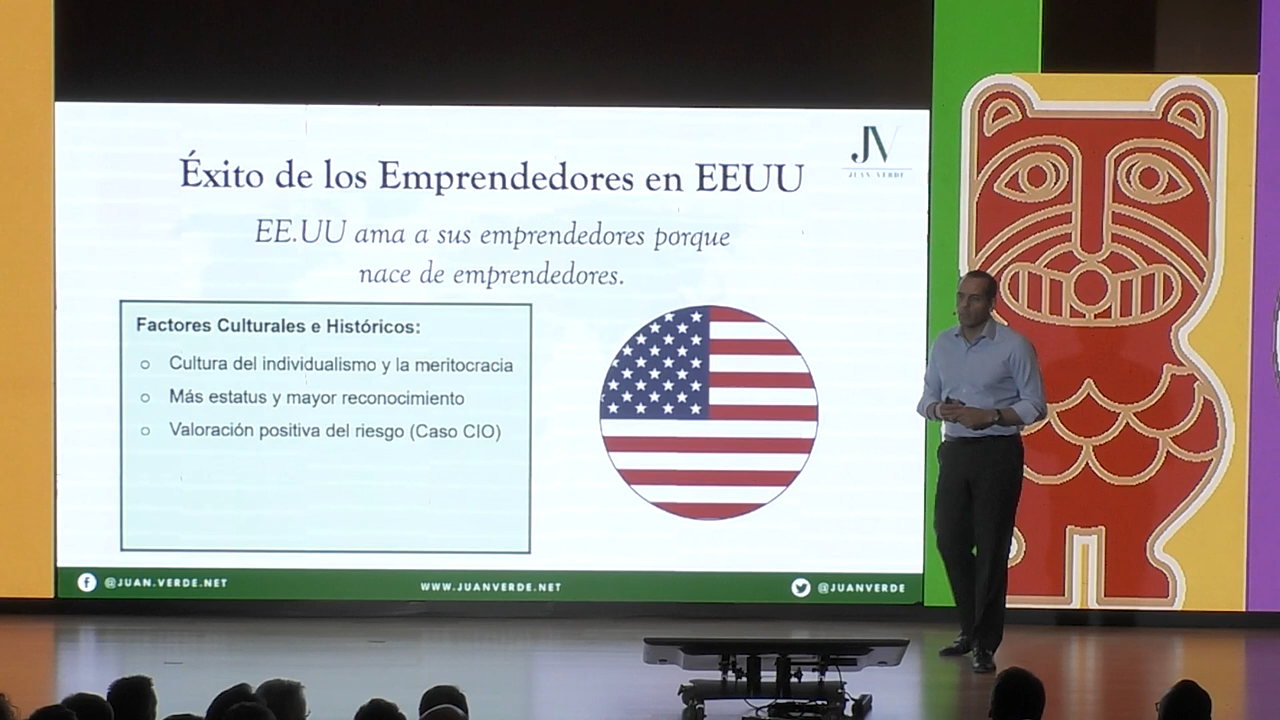 JV
JUAN VERDE
Éxito de los Emprendedores en EEUU
EE.UU ama a sus emprendedores porque
nace de emprendedores.
Factores Culturales e Históricos:
Cultura del individualismo y la meritocracia
Más estatus y mayor reconocimiento
Valoración positiva del riesgo (Caso CIO)
@JUAN.VERDE.NET
WWW.JUANVERDE.NET
@JUANVERDE